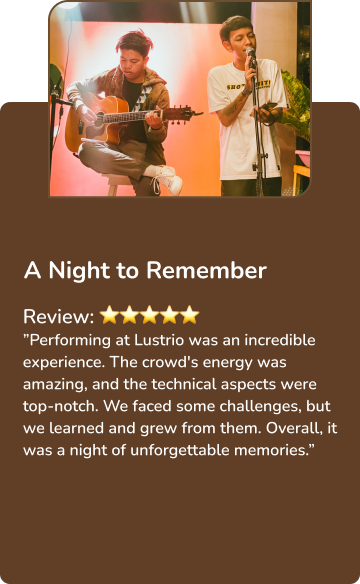 A Night to Remember
Review: ⭐⭐⭐⭐⭐
”Performing at Lustrio was an incredible
experience. The crowd's energy was
amazing, and the technical aspects were
top-notch. We faced some challenges, but
we learned and grew from them. Overall, it
was a night of unforgettable memories.”